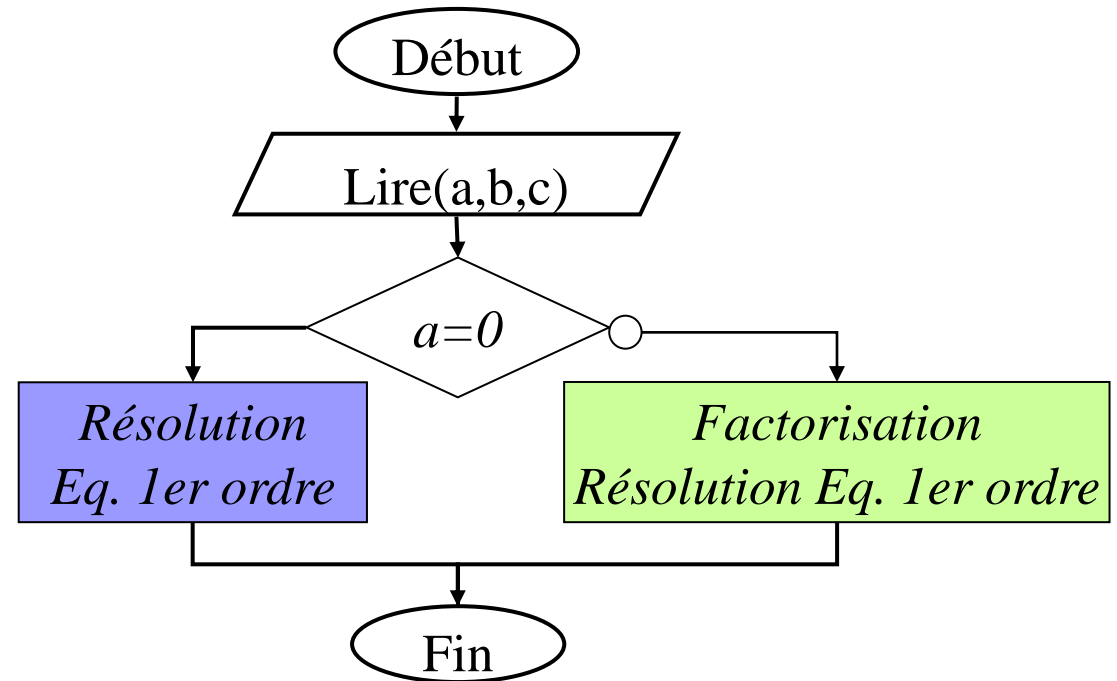 Début
Lire(a,b,c)
a=0
Résolution
Eq. 1er ordre
Factorisation
Résolution Eq. 1er ordre
Fin